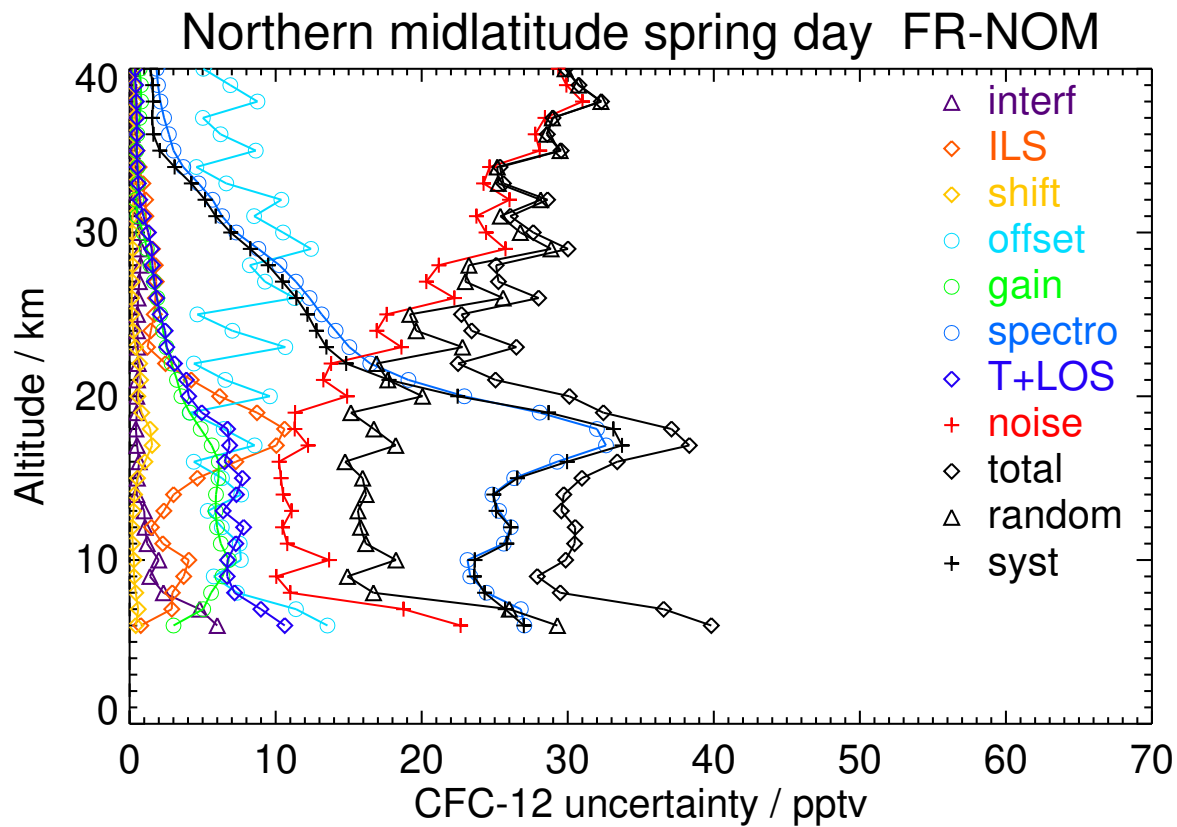 Northern midlatitude spring day FR-NOM
Altitude / km
40
30
20
10
0
interf
ILS
shift
offset
gain
spectro
T+LOS
noise
total
random
syst
0 10 20 30 40 50 60 70
CFC-12 uncertainty / pptv